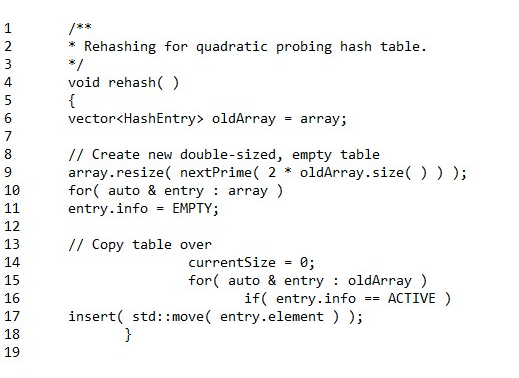 1 /**
2 * Rehashing for quadratic probing hash table.
3 */
4 void rehash( )
5 {
6 vector<HashEntry> oldArray = array;
7
8 // Create new double-sized, empty table
9 array.resize( nextPrime( 2 * oldArray.size( ) ) );
10 for( auto & entry : array )
11 entry.info = EMPTY;
12
13 // Copy table over
14 currentSize = 0;
15 for( auto & entry : oldArray )
16 if( entry.info == ACTIVE )
17 insert( std::move( entry.element ) );
18 }
19